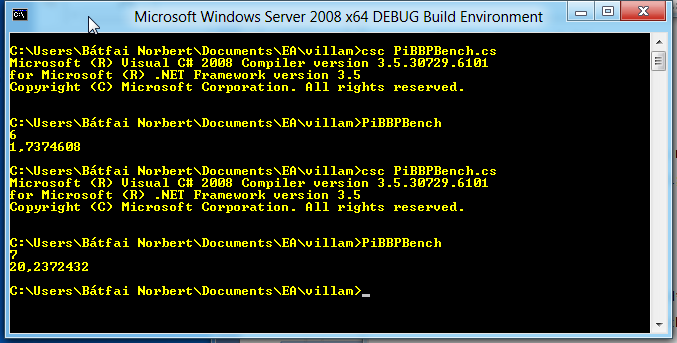 Microsoft Windows Server 2008 x64 DEBUG Build Environment
C:\Users\Bátfai Norbert\Documents\EA\villam>csc PiBBPBench.cs
Microsoft (R) Visual C# 2008 Compiler version 3.5.30729.6101
for Microsoft (R) .NET Framework version 3.5
Copyright (C) Microsoft Corporation. All rights reserved.
C:\Users\Bátfai Norbert\Documents\EA\villam>PiBBPBench
6
1,7374608
C:\Users\Bátfai Norbert\Documents\EA\villam>csc PiBBPBench.cs
Microsoft (R) Visual C# 2008 Compiler version 3.5.30729.6101
for Microsoft (R) .NET Framework version 3.5
Copyright (C) Microsoft Corporation. All rights reserved.
C:\Users\Bátfai Norbert\Documents\EA\villam>PiBBPBench
7
20,2372432
C:\Users\Bátfai Norbert\Documents\EA\villam>_